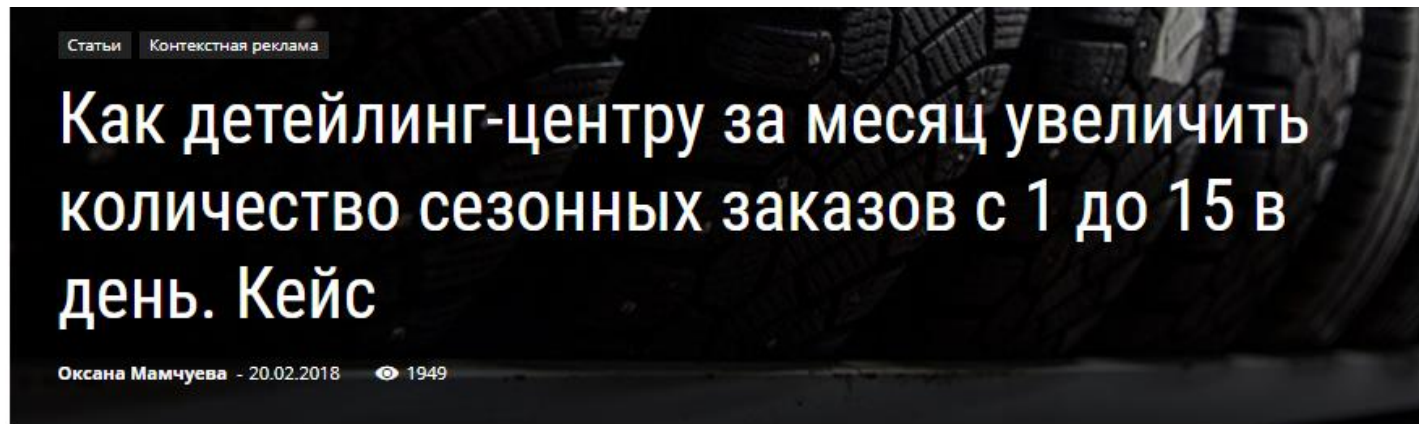 Статьи Контекстная реклама
Как детейлинг-центру за месяц увеличить
количество сезонных заказов с 1 до 15 в
день. Кейс
Оксана Мамчуева - 20.02.2018 1949